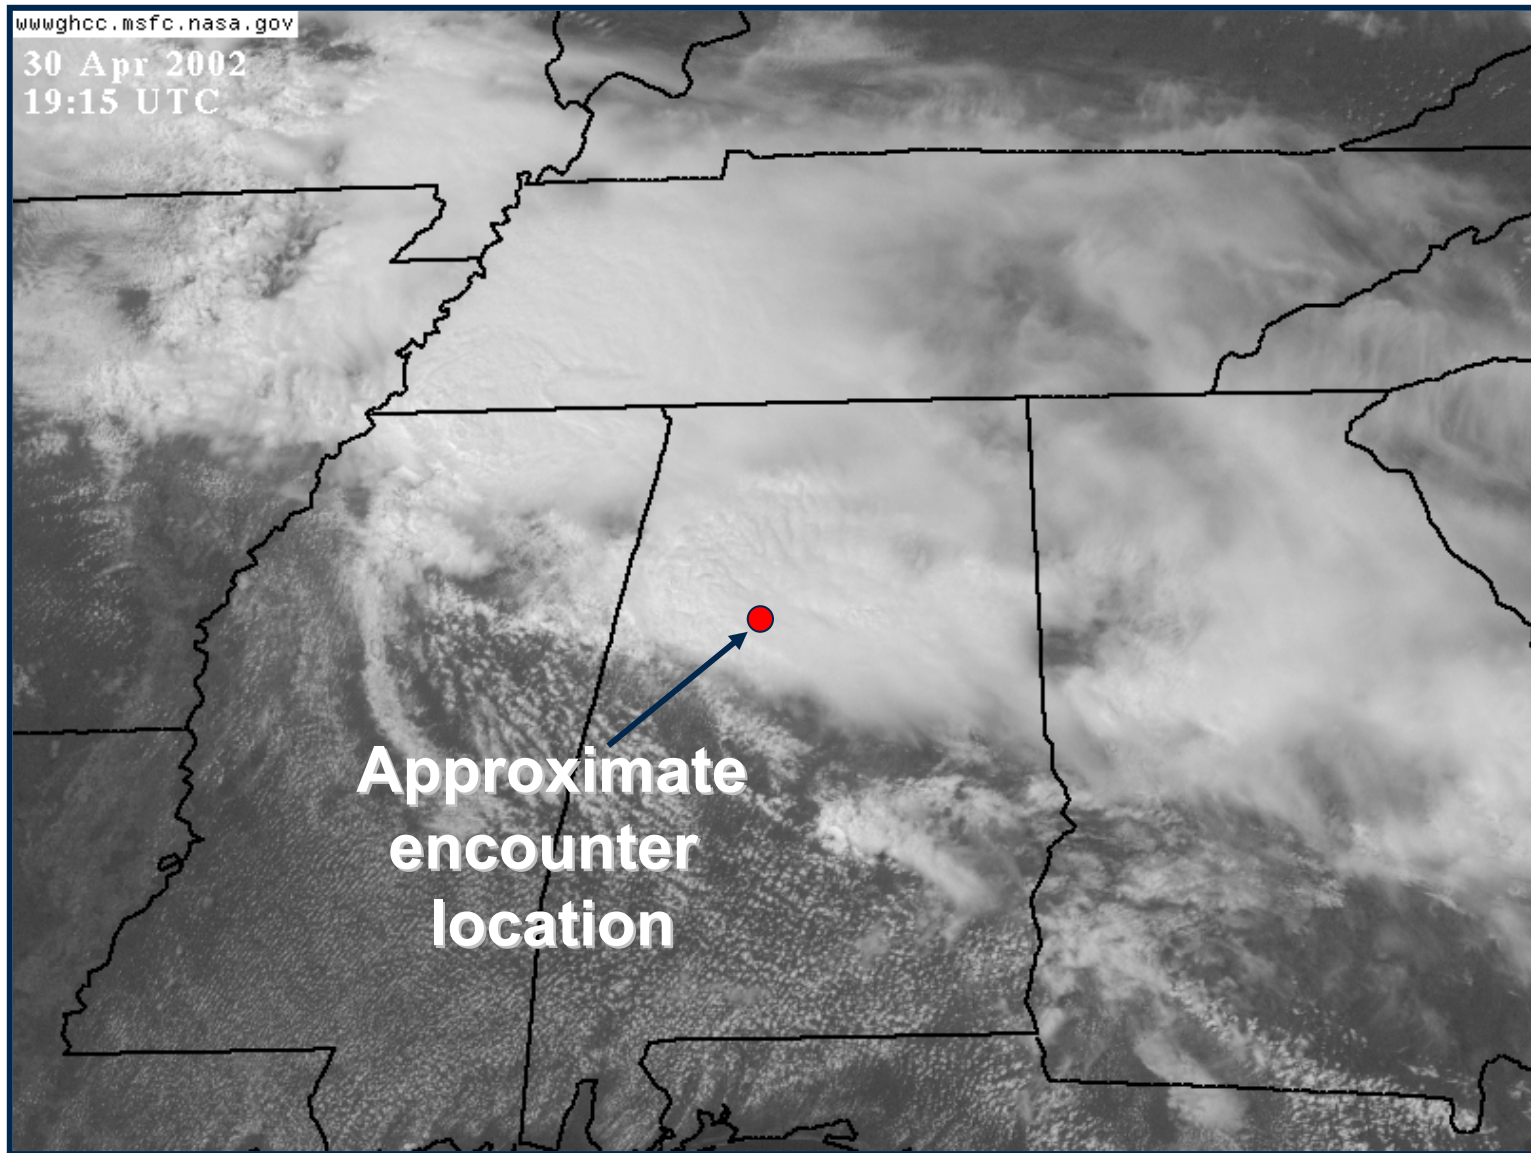 wwwghcc.msfc.nasa.gov
30 Apr 2002
19:15 UTC
Approximate
encounter
location